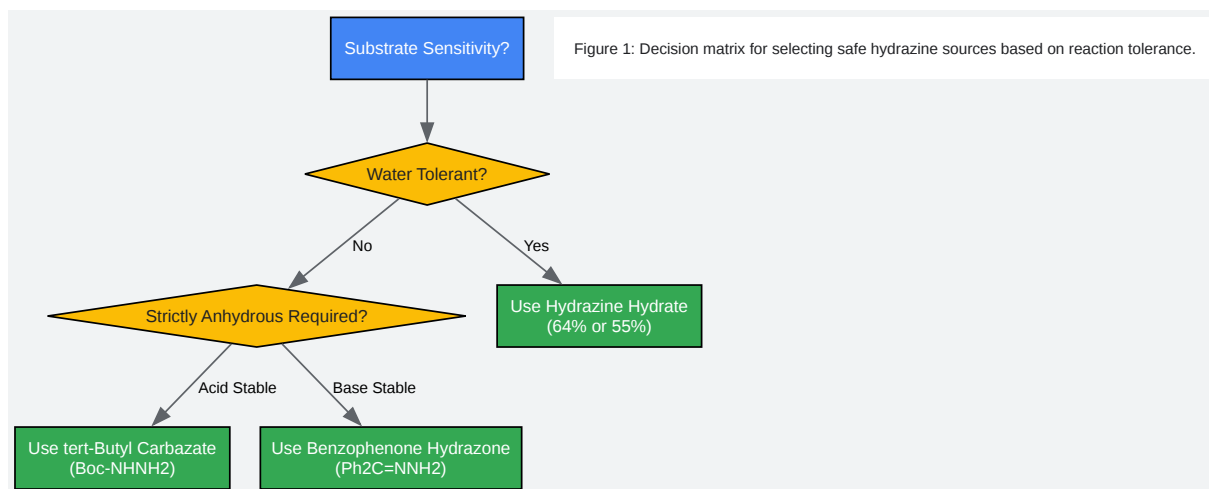 Substrate Sensitivity?
Figure 1: Decision matrix for selecting safe hydrazine sources based on reaction tolerance.
Water Tolerant?
No
Yes
Strictly Anhydrous Required?
Use Hydrazine Hydrate
(64% or 55%)
Acid Stable
Base Stable
Use tert-Butyl Carbazate
(Boc-NHNH2)
Use Benzophenone Hydrazone
(Ph2C=NNH2)